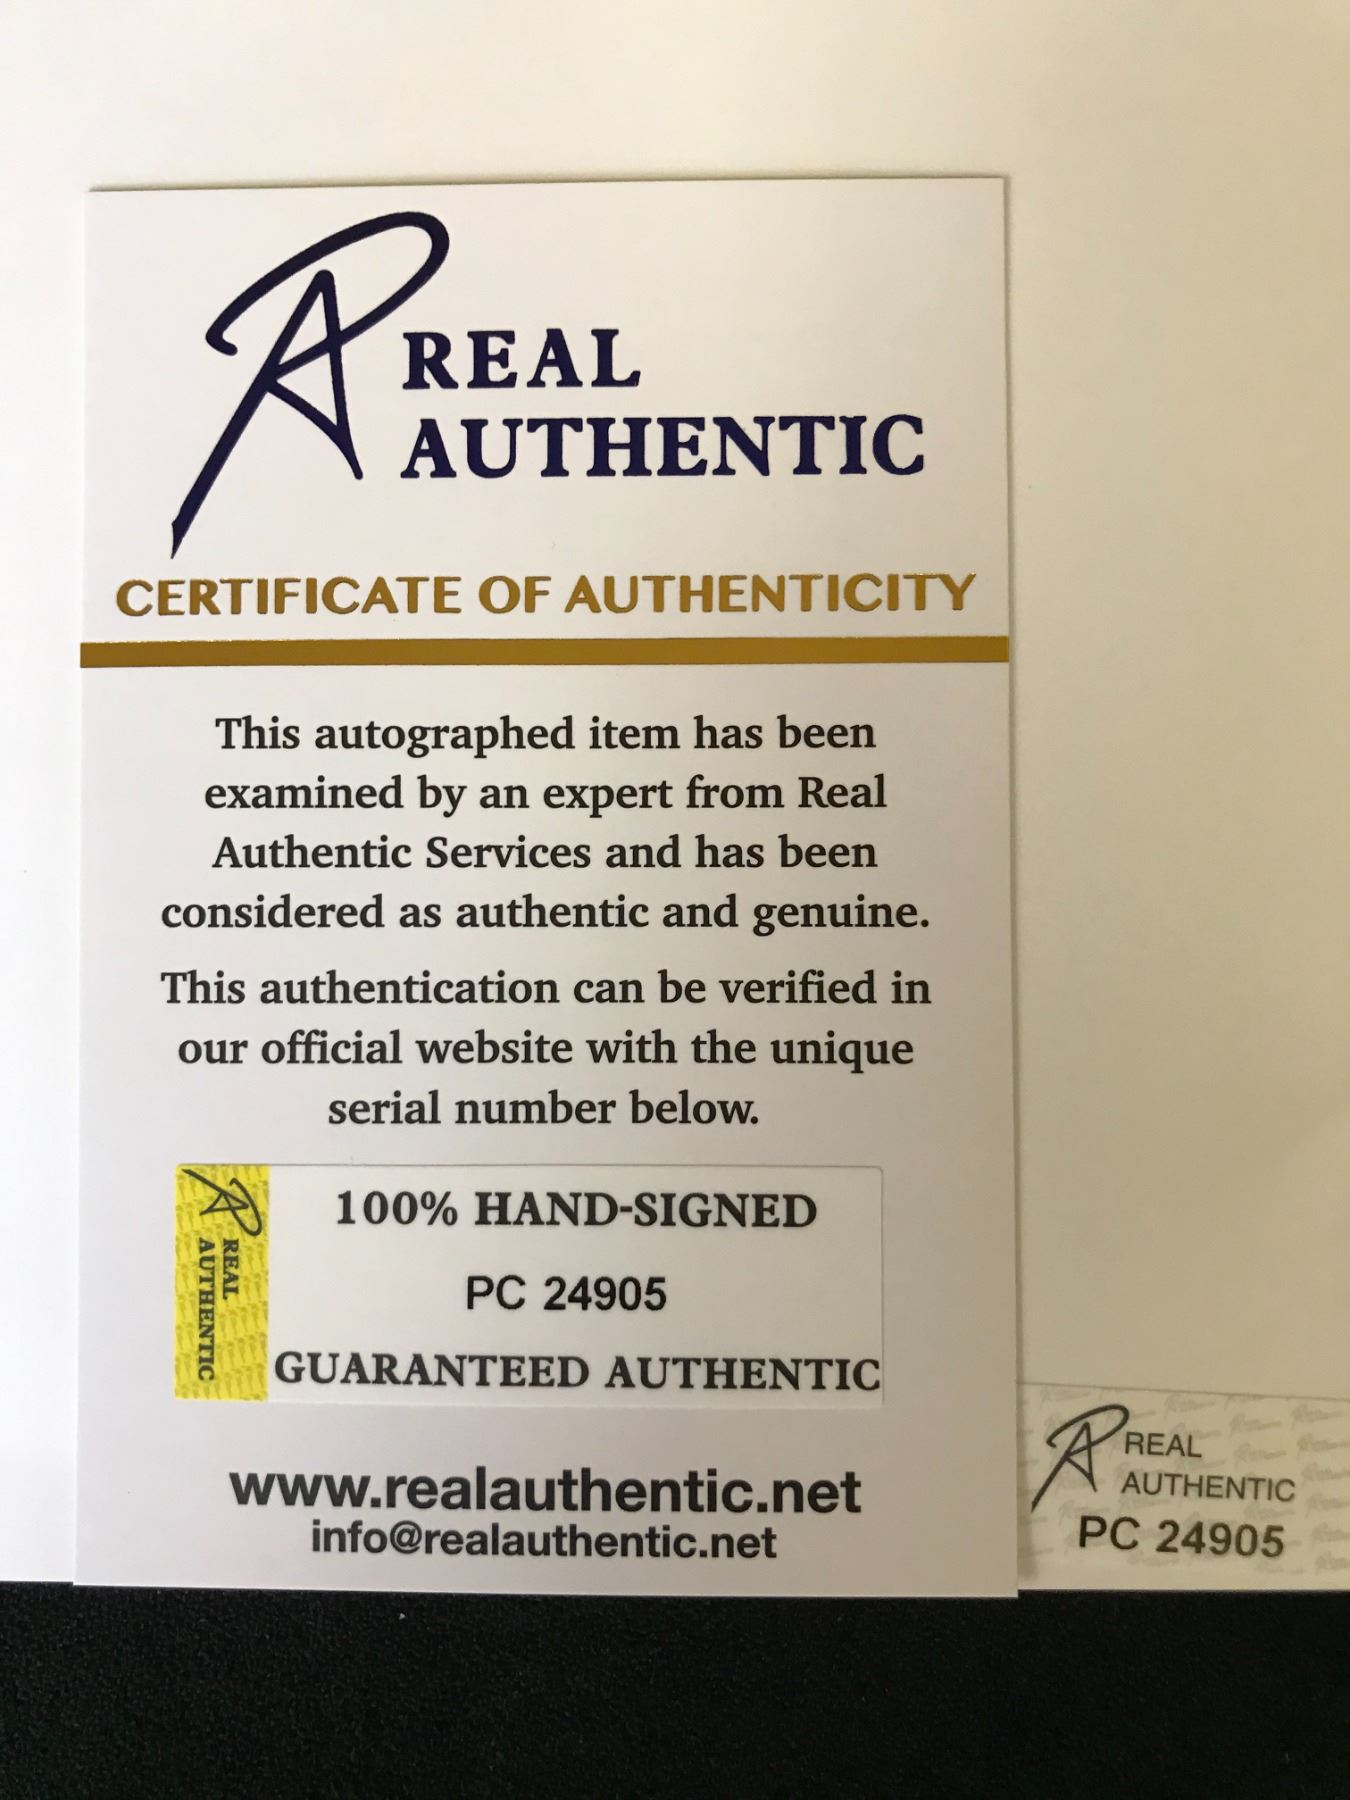 REAL
AUTHENTIC
CERTIFICATE OF AUTHENTICITY
This autographed item has been
examined by an expert from Real
Authentic Services and has been
considered as authentic and genuine.
This authentication can be verified in
our official website with the unique
serial number below.
REAL
AUTHENTIC
100% HAND-SIGNED
PC 24905
GUARANTEED AUTHENTIC
www.realauthentic.net
info@realauthentic.net
REAL
AUTHENTIC
PC 24905